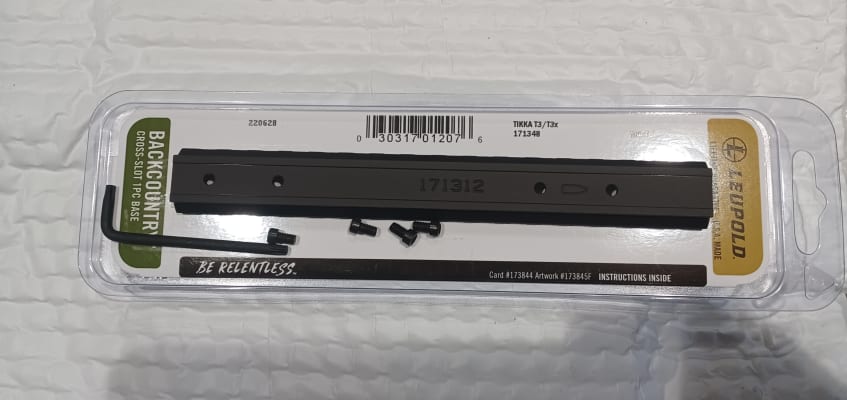 220628
0 30317 01207 6
TIKKA T3/T3x
171348
BACKCOUNTRY
CROSS-SLOT 1PC BASE
171312
LEUPOLD
U.S.A. MADE
BE RELENTLESS.
Card #173844 Artwork #173845F INSTRUCTIONS INSIDE